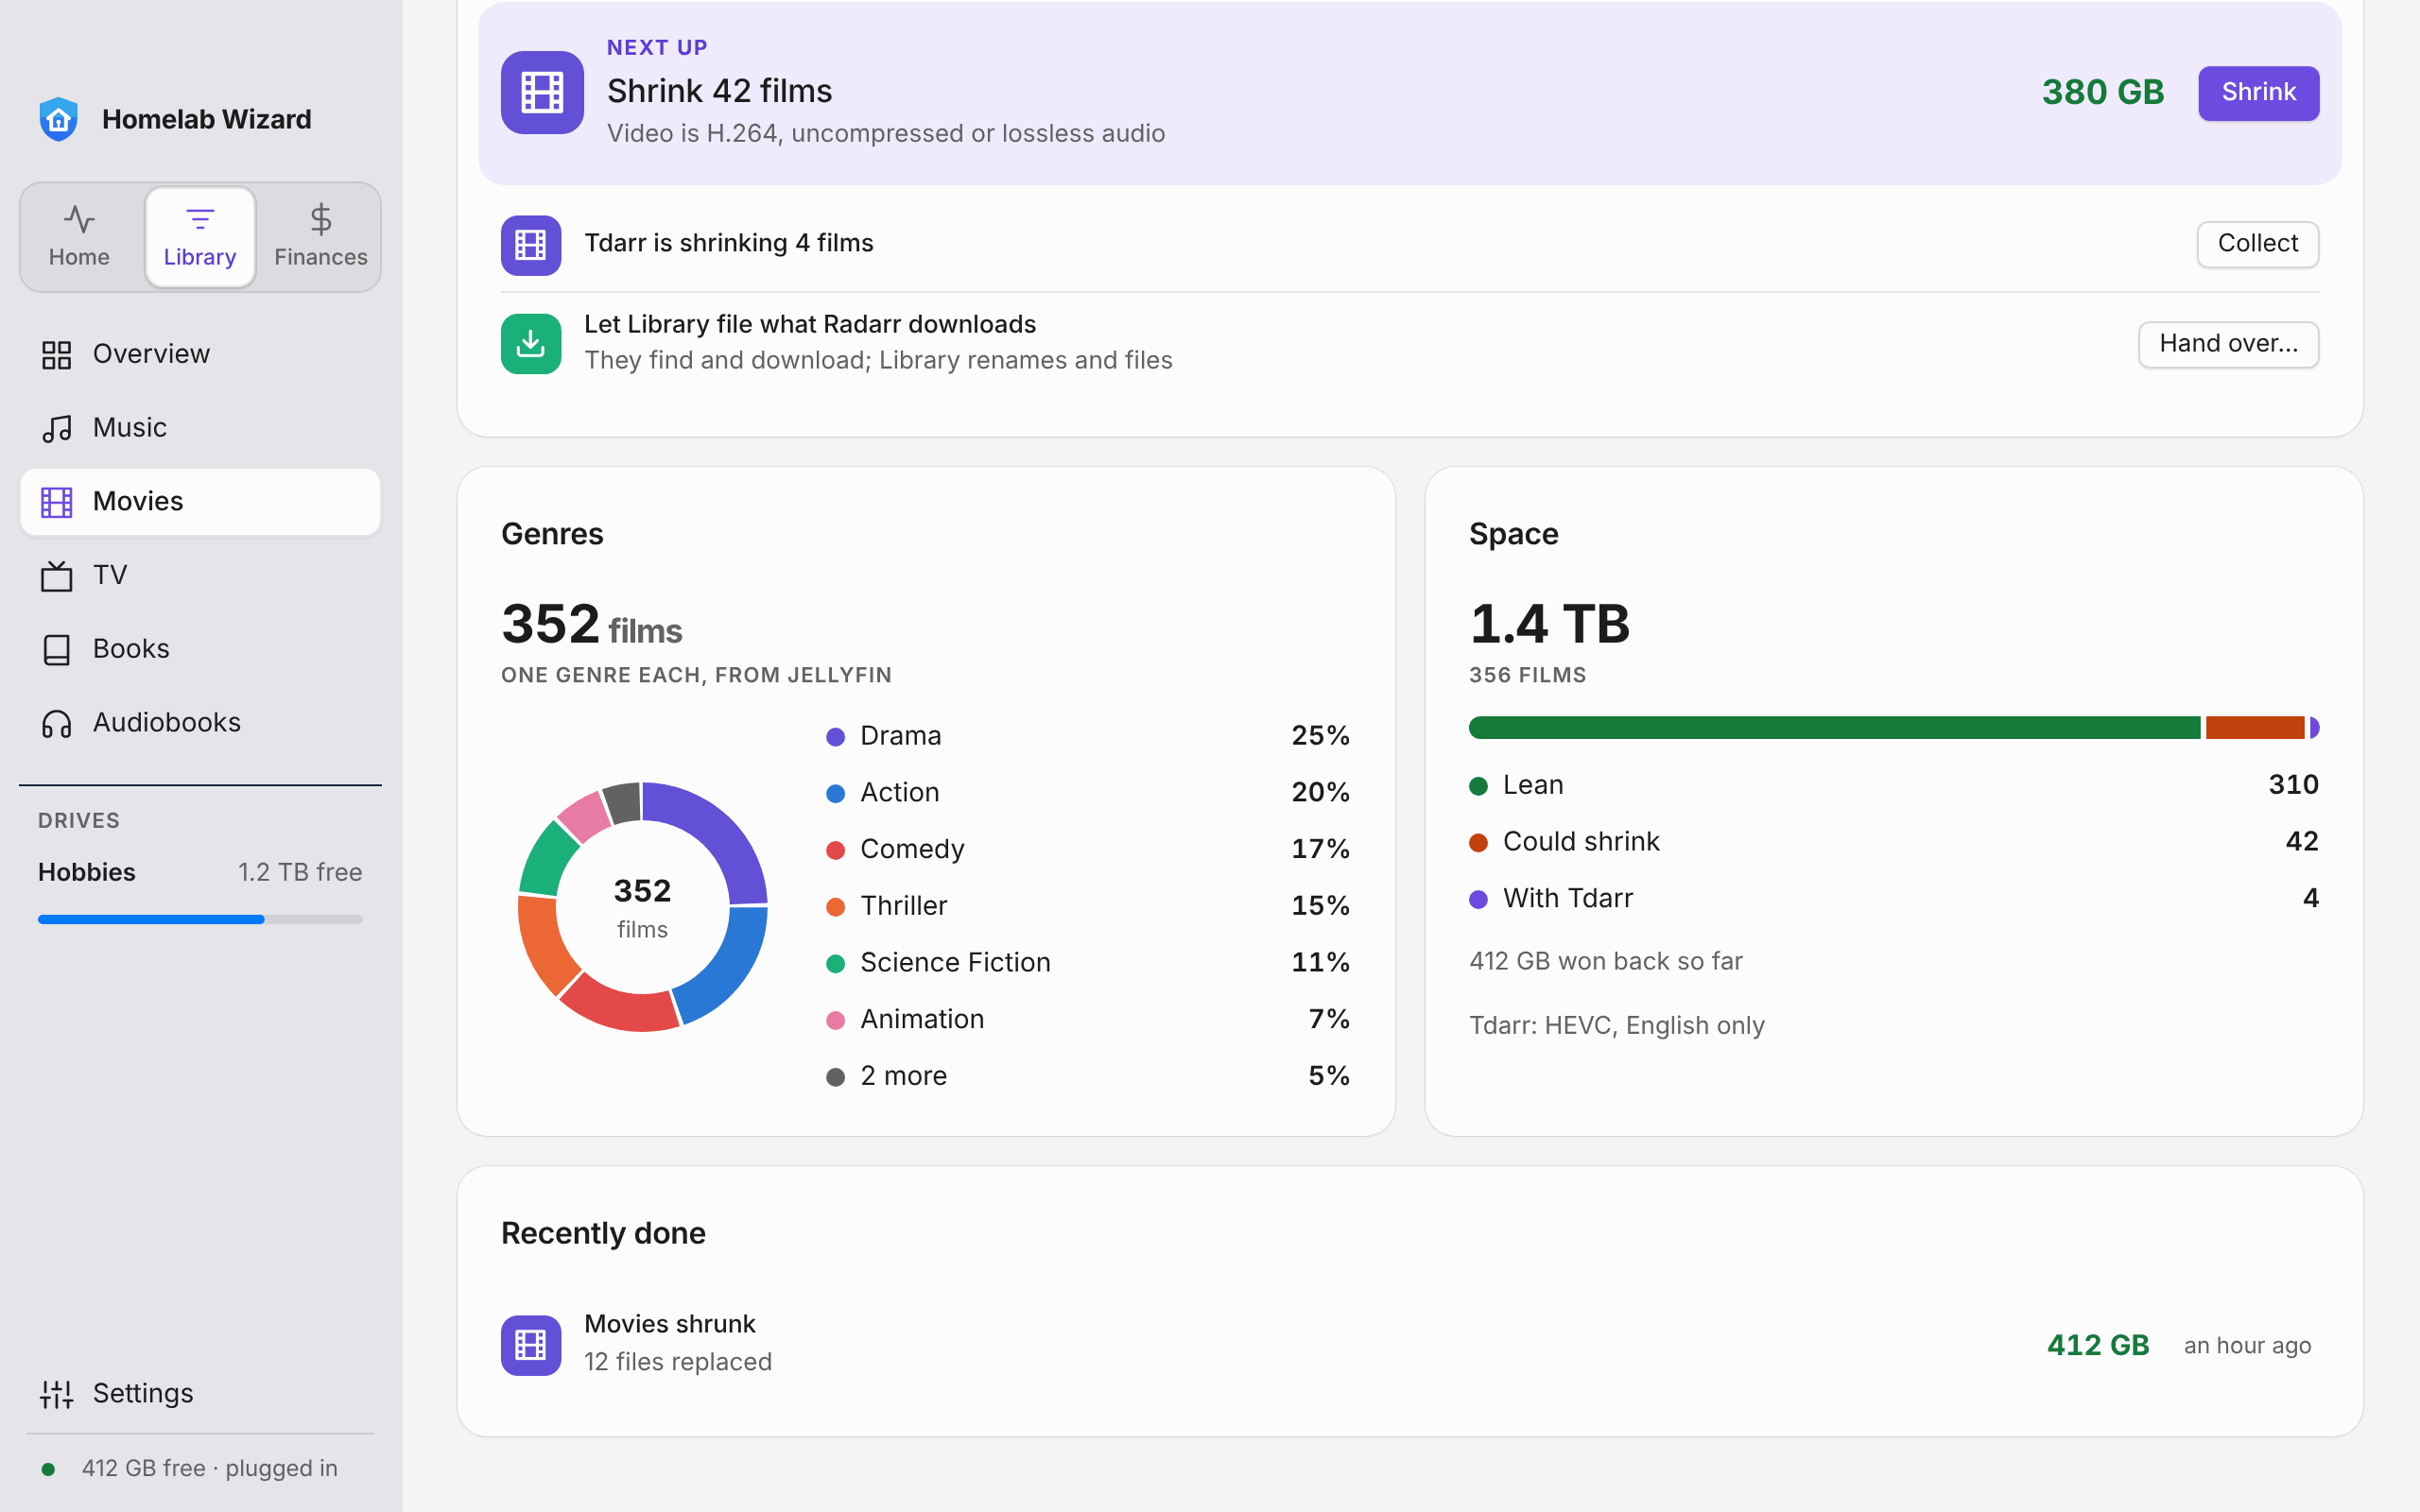 Homelab Wizard
Home
Library
Finances
Overview
Music
Movies
TV
Books
Audiobooks
DRIVES
Hobbies 1.2 TB free
Settings
412 GB free · plugged in
NEXT UP
Shrink 42 films
Video is H.264, uncompressed or lossless audio
380 GB
Shrink
Tdarr is shrinking 4 films
Collect
Let Library file what Radarr downloads
They find and download; Library renames and files
Hand over...
Genres
352 films
ONE GENRE EACH, FROM JELLYFIN
352
films
Drama 25%
Action 20%
Comedy 17%
Thriller 15%
Science Fiction 11%
Animation 7%
2 more 5%
Space
1.4 TB
356 FILMS
Lean 310
Could shrink 42
With Tdarr 4
412 GB won back so far
Tdarr: HEVC, English only
Recently done
Movies shrunk
12 files replaced
412 GB
an hour ago